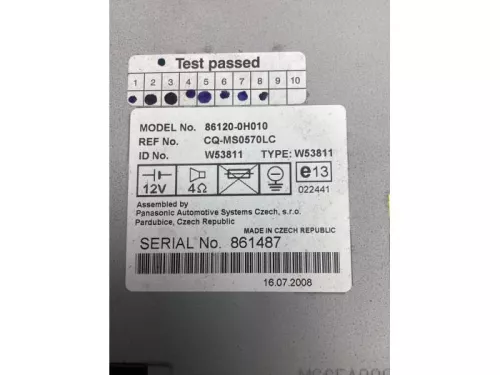 Test passed
1 2 3 4 5 6 7 8 9 10
MODEL No. 86120-0H010
REF No. CQ-MS0570LC
ID No. W53811 TYPE: W53811
12V 4Ω e13
022441
Assembled by
Panasonic Automotive Systems Czech, s.r.o.
Pardubice, Czech Republic
MADE IN CZECH REPUBLIC
SERIAL No. 861487
16.07.2008